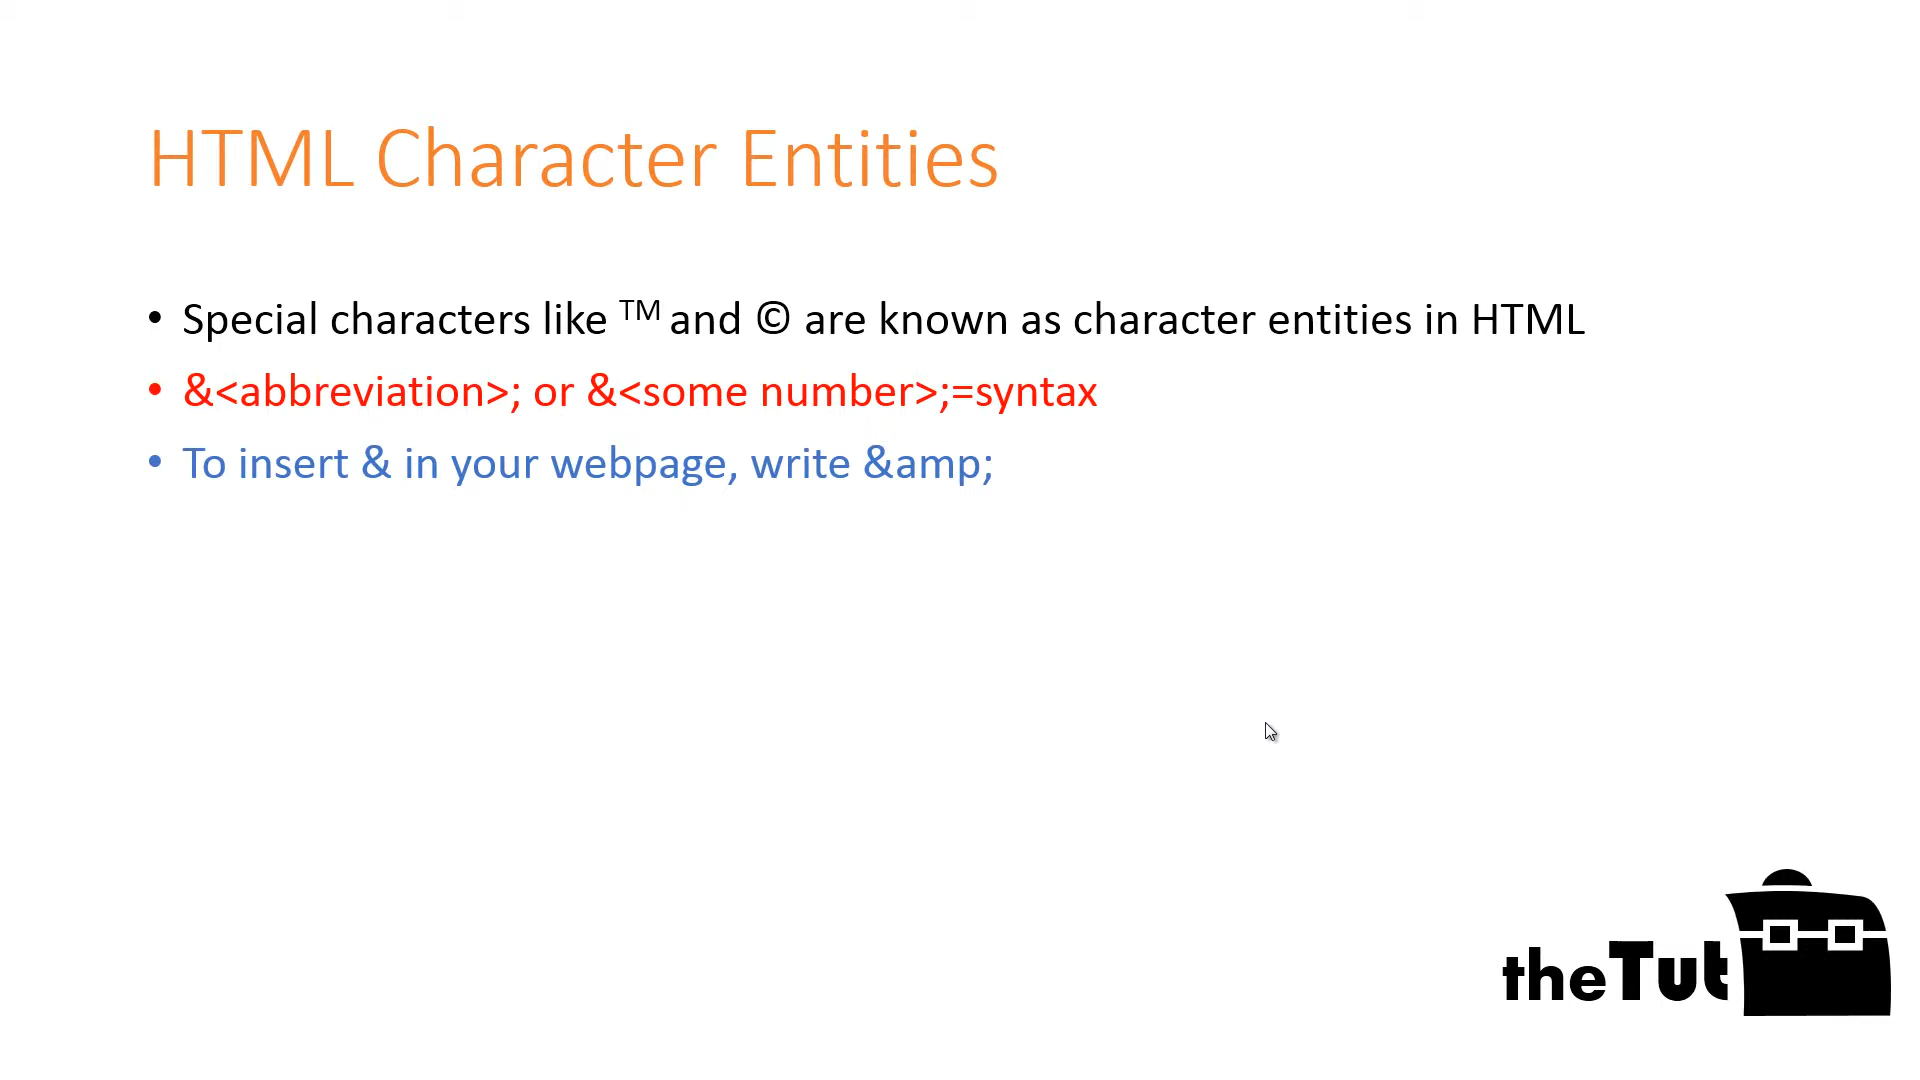 HTML Character Entities
• Special characters like TM and © are known as character entities in HTML
• &<abbreviation>; or &<some number>;=syntax
• To insert & in your webpage, write &amp;
theTut